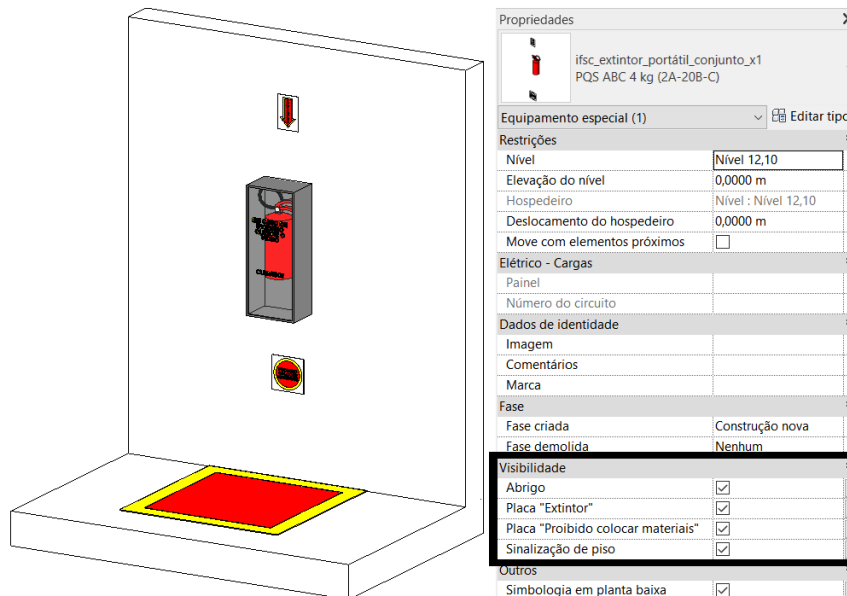 Propriedades
ifsc_extintor_portátil_conjunto_x1
PQS ABC 4 kg (2A-20B-C)
Equipamento especial (1)
Editar tipo
Restrições
Nível Nível 12,10
Elevação do nível 0,0000 m
Hospedeiro Nível : Nível 12,10
Deslocamento do hospedeiro 0,0000 m
Move com elementos próximos
Elétrico - Cargas
Painel
Número do circuito
Dados de identidade
Imagem
Comentários
Marca
Fase
Fase criada Construção nova
Fase demolida Nenhum
Visibilidade
Abrigo
Placa "Extintor"
Placa "Proibido colocar materiais"
Sinalização de piso
Outros
Simbologia em planta baixa